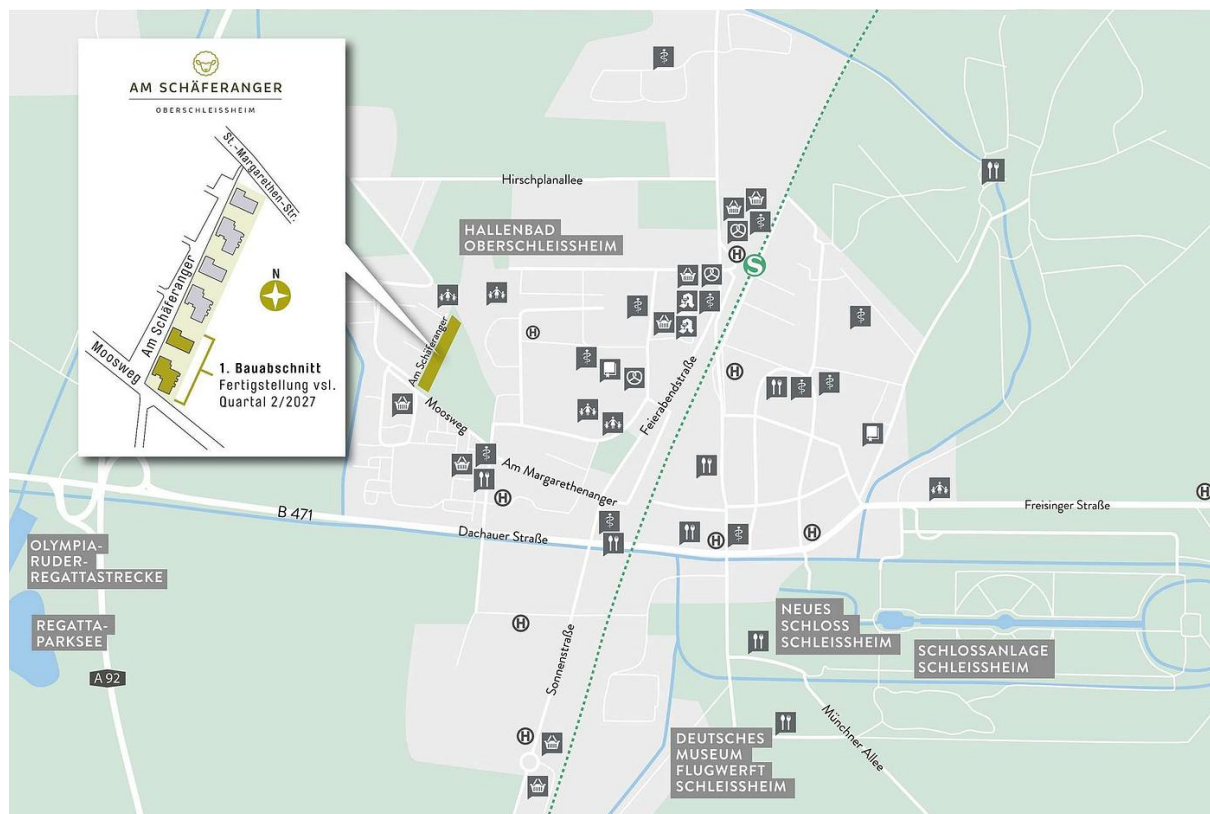 AM SCHÄFERANGER
OBERSCHLEISSHEIM
St.-Margarethen-Str.
Am Schäferanger
Moosweg
N
1. Bauabschnitt
Fertigstellung vsl.
Quartal 2/2027
Hirschplanallee
HALLENBAD
OBERSCHLEISSHEIM
H
S
Am Schäferanger
H
H
Feierabendstraße
Moosweg
Am Margarethenanger
H
H
Freisinger Straße
B 471
Dachauer Straße
H
H
OLYMPIA-
RUDER-
REGATTASTRECKE
REGATTA-
PARKSEE
A 92
H
Sonnenstraße
NEUES
SCHLOSS
SCHLEISSHEIM
SCHLOSSANLAGE
SCHLEISSHEIM
H
DEUTSCHES
MUSEUM
FLUGWERFT
SCHLEISSHEIM
Münchner Allee